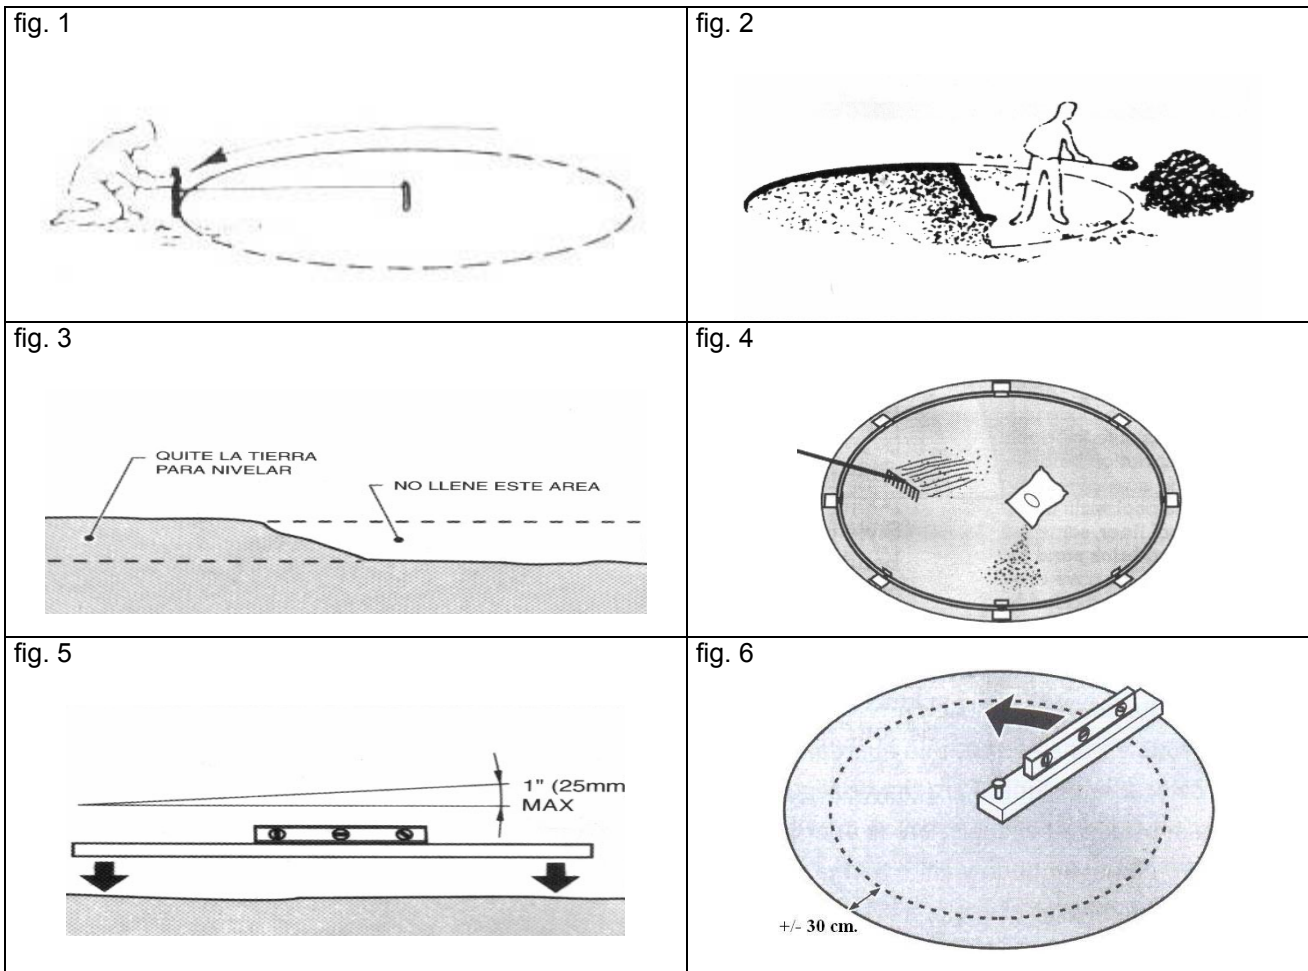 fig. 1
fig. 2
fig. 3
QUITE LA TIERRA
PARA NIVELAR
NO LLENE ESTE AREA
fig. 4
fig. 5
1" (25mm
MAX
fig. 6
+/- 30 cm.